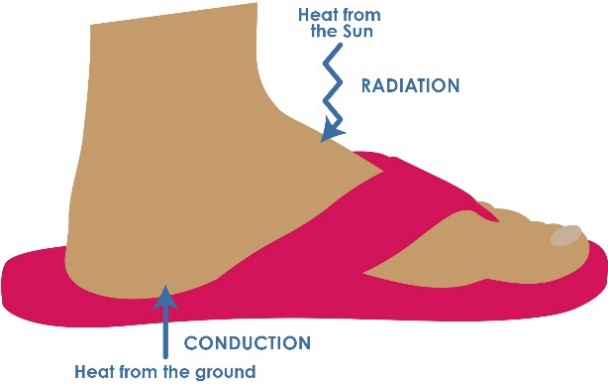 Heat from
the Sun
RADIATION
CONDUCTION
Heat from the ground